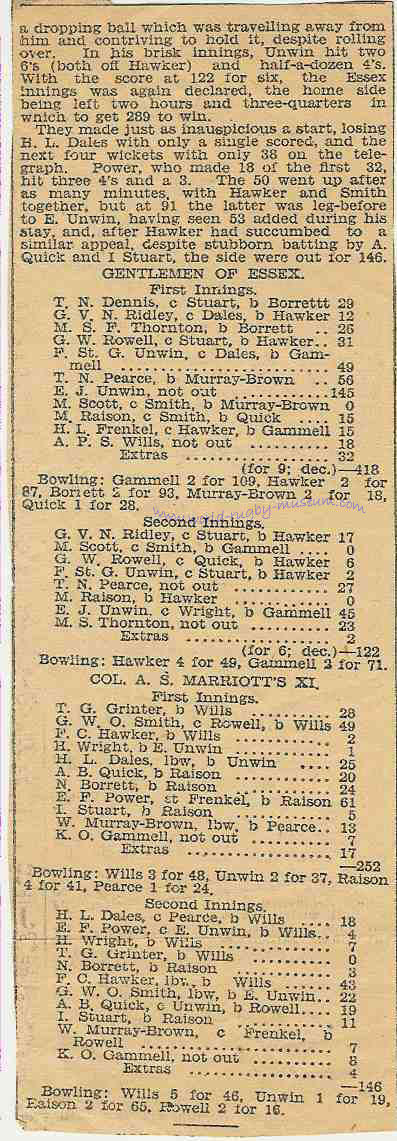 a dropping ball which was travelling away from
him and contriving to hold it, despite rolling
over. In his brisk innings, Unwin hit two
6's (both off Hawker) and half-a-dozen 4's.
With the score at 122 for six, the Essex
innings was again declared, the home side
being left two hours and three-quarters in
which to get 289 to win.
They made just as inauspicious a start, losing
H. L. Dales with only a single scored, and the
next four wickets with only 38 on the tele-
graph. Power, who made 18 of the first 32,
hit three 4's and a 3. The 50 went up after
as many minutes, with Hawker and Smith
together, but at 91 the latter was leg-before
to E. Unwin, having seen 53 added during his
stay, and, after Hawker had succumbed to a
similar appeal, despite stubborn batting by A.
Quick and I Stuart, the side were out for 146.
GENTLEMEN OF ESSEX.
First Innings.
T. N. Dennis, c Stuart, b Borrettt 29
G. V. N. Ridley, c Dales, b Hawker 12
M. S. F. Thornton, b Borrett .. 26
G. W. Rowell, c Stuart, b Hawker.. 31
F. St. G. Unwin, c Dales, b Gam-
mell .......................... 49
T. N. Pearce, b Murray-Brown .. 56
E. J. Unwin, not out ............145
M. Scott, c Smith, b Murray-Brown 0
M. Raison, c Smith, b Quick .... 15
H. L. Frenkel, c Hawker, b Gammell 15
A. P. S. Wills, not out .......... 18
Extras .................... 32
(for 9; dec.)—418
Bowling: Gammell 2 for 109, Hawker 2 for
87, Borrett 2 for 93, Murray-Brown 2 for 18,
Quick 1 for 28.
www.world-rugby-museum.com
Second Innings.
G. V. N. Ridley, c Stuart, b Hawker 17
M. Scott, c Smith, b Gammell .... 0
G. W. Rowell, c Quick, b Hawker 6
F. St. G. Unwin, c Stuart, b Hawker 2
T. N. Pearce, not out ............ 27
M. Raison, b Hawker ............ 0
E. J. Unwin, c Wright, b Gammell 45
M. S. Thornton, not out .......... 23
Extras .................... 2
(for 6; dec.)—122
Bowling: Hawker 4 for 49, Gammell 2 for 71.
COL. A. S. MARRIOTT'S XI.
First Innings.
T. G. Grinter, b Wills ............ 28
G. W. O. Smith, c Rowell, b Wills 49
F. C. Hawker, b Wills ............ 2
H. Wright, b E. Unwin .......... 1
H. L. Dales, lbw, b Unwin .... 25
A. B. Quick, b Raison ............ 20
N. Borrett, b Raison ............ 24
E. F. Power, st Frenkel, b Raison 61
I. Stuart, b Raison .............. 5
W. Murray-Brown, lbw, b Pearce.. 13
K. O. Gammell, not out .......... 7
Extras .................... 17
—252
Bowling: Wills 3 for 48, Unwin 2 for 37, Raison
4 for 41, Pearce 1 for 24.
Second Innings.
H. L. Dales, c Pearce, b Wills .... 18
E. F. Power, c E. Unwin, b Wills.. 4
H. Wright, b Wills .............. 7
T. G. Grinter, b Wills .......... 0
N. Borrett, b Raison ............ 3
F. C. Hawker, lbw, b Wills ...... 43
G. W. O. Smith, lbw, b E. Unwin.. 22
A. B. Quick, c Unwin, b Rowell.... 19
I. Stuart, b Raison .............. 11
W. Murray-Brown, c Frenkel, b
Rowell ...................... 7
K. O. Gammell, not out .......... 8
Extras .................... 4
—146
Bowling: Wills 5 for 46, Unwin 1 for 19,
Raison 2 for 65, Rowell 2 for 16.